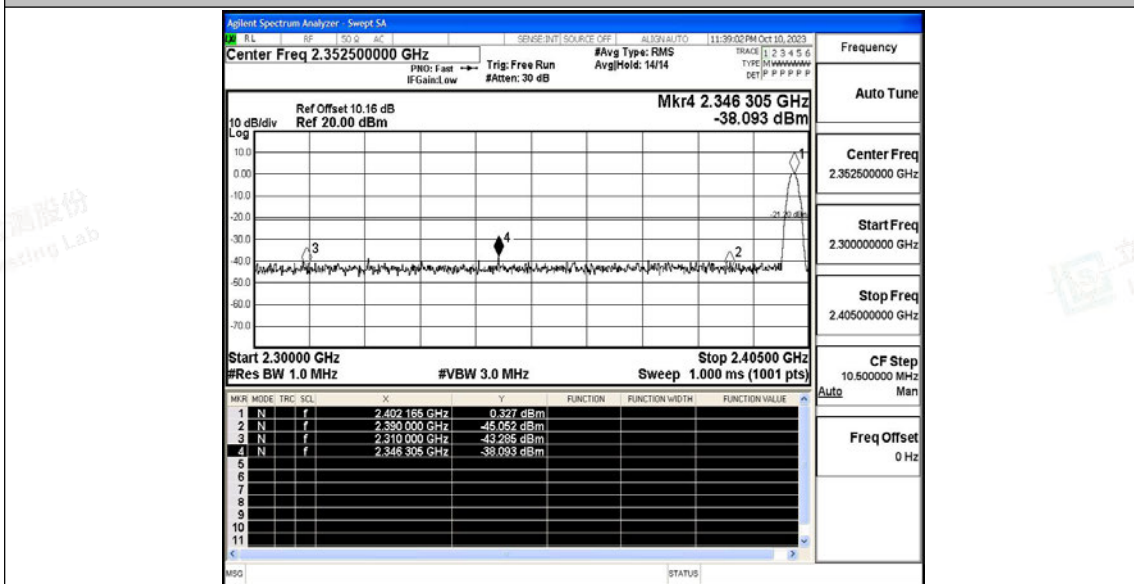 Agilent Spectrum Analyzer - Swept SA
RL RF 50 Ω AC SENSE:INT SOURCE OFF ALIGN AUTO 11:39:02 PM Oct 10, 2023
Center Freq 2.352500000 GHz
PNO: Fast
IFGain:Low
Trig: Free Run
#Atten: 30 dB
#Avg Type: RMS
Avg|Hold: 14/14
TRACE 1 2 3 4 5 6
TYPE M W W W W W
DET P P P P P P
Ref Offset 10.16 dB
10 dB/div Ref 20.00 dBm
Log
Mkr4 2.346 305 GHz
-38.093 dBm
10.0
0.00
-10.0
-20.0
-30.0
-40.0
-50.0
-60.0
-70.0
1
-21.20 dBm
3
4
2
Start 2.30000 GHz Stop 2.40500 GHz
#Res BW 1.0 MHz #VBW 3.0 MHz Sweep 1.000 ms (1001 pts)
MKR MODE TRC SCL X Y FUNCTION FUNCTION WIDTH FUNCTION VALUE
1 N f 2.402 165 GHz 0.327 dBm
2 N f 2.390 000 GHz -45.052 dBm
3 N f 2.310 000 GHz -43.285 dBm
4 N f 2.346 305 GHz -38.093 dBm
5
6
7
8
9
10
11
MSG STATUS
Frequency
Auto Tune
Center Freq
2.352500000 GHz
Start Freq
2.300000000 GHz
Stop Freq
2.405000000 GHz
CF Step
10.500000 MHz
Auto Man
Freq Offset
0 Hz
测股份
esting Lab
立